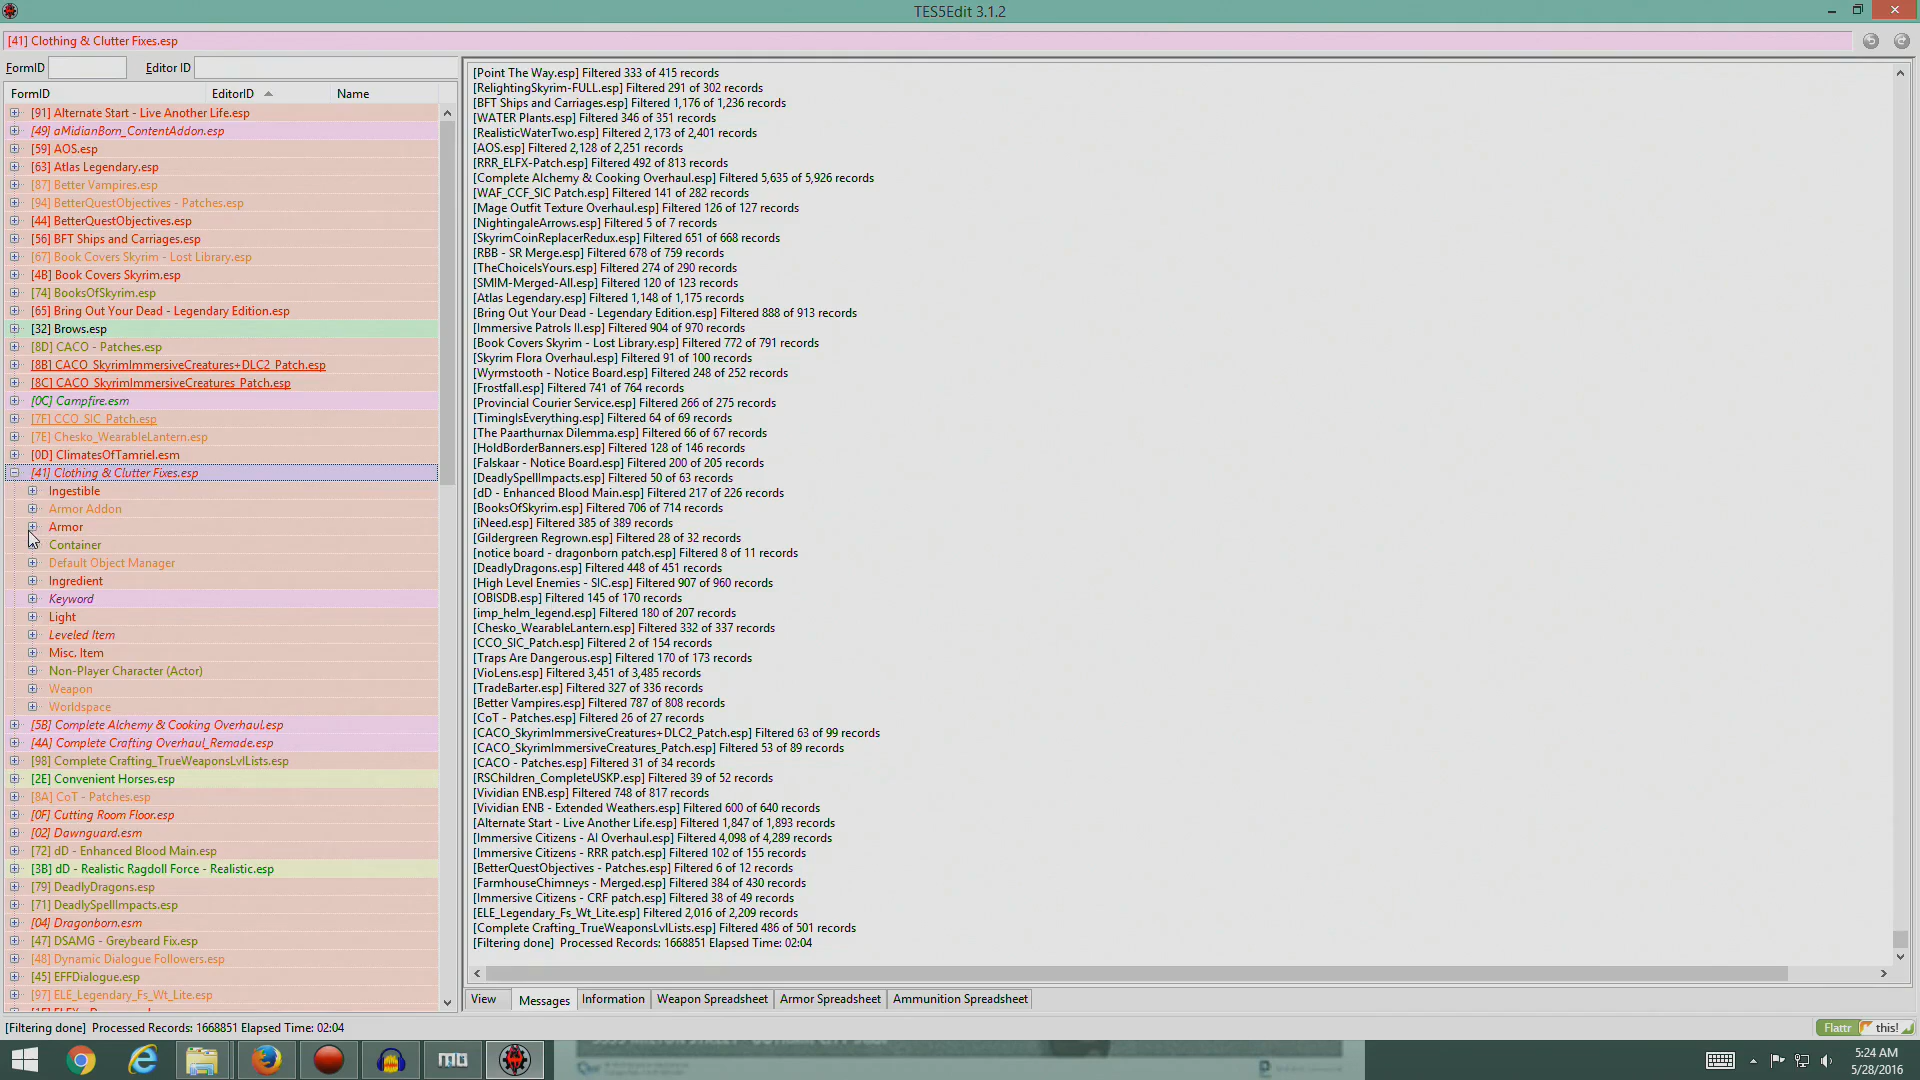 TES5Edit 3.1.2
[41] Clothing & Clutter Fixes.esp
FormID
Editor ID
FormID EditorID Name
[91] Alternate Start - Live Another Life.esp
[49] aMidianBorn_ContentAddon.esp
[59] AOS.esp
[63] Atlas Legendary.esp
[87] Better Vampires.esp
[94] BetterQuestObjectives - Patches.esp
[44] BetterQuestObjectives.esp
[56] BFT Ships and Carriages.esp
[67] Book Covers Skyrim - Lost Library.esp
[4B] Book Covers Skyrim.esp
[74] BooksOfSkyrim.esp
[65] Bring Out Your Dead - Legendary Edition.esp
[32] Brows.esp
[8D] CACO - Patches.esp
[8B] CACO_SkyrimImmersiveCreatures+DLC2_Patch.esp
[8C] CACO_SkyrimImmersiveCreatures_Patch.esp
[0C] Campfire.esm
[7F] CCO_SIC_Patch.esp
[7E] Chesko_WearableLantern.esp
[0D] ClimatesOfTamriel.esm
[41] Clothing & Clutter Fixes.esp
Ingestible
Armor Addon
Armor
Container
Default Object Manager
Ingredient
Keyword
Light
Leveled Item
Misc. Item
Non-Player Character (Actor)
Weapon
Worldspace
[5B] Complete Alchemy & Cooking Overhaul.esp
[4A] Complete Crafting Overhaul_Remade.esp
[98] Complete Crafting_TrueWeaponsLvlLists.esp
[2E] Convenient Horses.esp
[8A] CoT - Patches.esp
[0F] Cutting Room Floor.esp
[02] Dawnguard.esm
[72] dD - Enhanced Blood Main.esp
[3B] dD - Realistic Ragdoll Force - Realistic.esp
[79] DeadlyDragons.esp
[71] DeadlySpellImpacts.esp
[04] Dragonborn.esm
[47] DSAMG - Greybeard Fix.esp
[48] Dynamic Dialogue Followers.esp
[45] EFFDialogue.esp
[97] ELE_Legendary_Fs_Wt_Lite.esp
[Point The Way.esp] Filtered 333 of 415 records
[RelightingSkyrim-FULL.esp] Filtered 291 of 302 records
[BFT Ships and Carriages.esp] Filtered 1,176 of 1,236 records
[WATER Plants.esp] Filtered 346 of 351 records
[RealisticWaterTwo.esp] Filtered 2,173 of 2,401 records
[AOS.esp] Filtered 2,128 of 2,251 records
[RRR_ELFX-Patch.esp] Filtered 492 of 813 records
[Complete Alchemy & Cooking Overhaul.esp] Filtered 5,635 of 5,926 records
[WAF_CCF_SIC Patch.esp] Filtered 141 of 282 records
[Mage Outfit Texture Overhaul.esp] Filtered 126 of 127 records
[NightingaleArrows.esp] Filtered 5 of 7 records
[SkyrimCoinReplacerRedux.esp] Filtered 651 of 668 records
[RBB - SR Merge.esp] Filtered 678 of 759 records
[TheChoiceIsYours.esp] Filtered 274 of 290 records
[SMIM-Merged-All.esp] Filtered 120 of 123 records
[Atlas Legendary.esp] Filtered 1,148 of 1,175 records
[Bring Out Your Dead - Legendary Edition.esp] Filtered 888 of 913 records
[Immersive Patrols II.esp] Filtered 904 of 970 records
[Book Covers Skyrim - Lost Library.esp] Filtered 772 of 791 records
[Skyrim Flora Overhaul.esp] Filtered 91 of 100 records
[Wyrmstooth - Notice Board.esp] Filtered 248 of 252 records
[Frostfall.esp] Filtered 741 of 764 records
[Provincial Courier Service.esp] Filtered 266 of 275 records
[TimingIsEverything.esp] Filtered 64 of 69 records
[The Paarthurnax Dilemma.esp] Filtered 66 of 67 records
[HoldBorderBanners.esp] Filtered 128 of 146 records
[Falskaar - Notice Board.esp] Filtered 200 of 205 records
[DeadlySpellImpacts.esp] Filtered 50 of 63 records
[dD - Enhanced Blood Main.esp] Filtered 217 of 226 records
[BooksOfSkyrim.esp] Filtered 706 of 714 records
[iNeed.esp] Filtered 385 of 389 records
[Gildergreen Regrown.esp] Filtered 28 of 32 records
[notice board - dragonborn patch.esp] Filtered 8 of 11 records
[DeadlyDragons.esp] Filtered 448 of 451 records
[High Level Enemies - SIC.esp] Filtered 907 of 960 records
[OBISDB.esp] Filtered 145 of 170 records
[imp_helm_legend.esp] Filtered 180 of 207 records
[Chesko_WearableLantern.esp] Filtered 332 of 337 records
[CCO_SIC_Patch.esp] Filtered 2 of 154 records
[Traps Are Dangerous.esp] Filtered 170 of 173 records
[VioLens.esp] Filtered 3,451 of 3,485 records
[TradeBarter.esp] Filtered 327 of 336 records
[Better Vampires.esp] Filtered 787 of 808 records
[CoT - Patches.esp] Filtered 26 of 27 records
[CACO_SkyrimImmersiveCreatures+DLC2_Patch.esp] Filtered 63 of 99 records
[CACO_SkyrimImmersiveCreatures_Patch.esp] Filtered 53 of 89 records
[CACO - Patches.esp] Filtered 31 of 34 records
[RSChildren_CompleteUSKP.esp] Filtered 39 of 52 records
[Vividian ENB.esp] Filtered 748 of 817 records
[Vividian ENB - Extended Weathers.esp] Filtered 600 of 640 records
[Alternate Start - Live Another Life.esp] Filtered 1,847 of 1,893 records
[Immersive Citizens - AI Overhaul.esp] Filtered 4,098 of 4,289 records
[Immersive Citizens - RRR patch.esp] Filtered 102 of 155 records
[BetterQuestObjectives - Patches.esp] Filtered 6 of 12 records
[FarmhouseChimneys - Merged.esp] Filtered 384 of 430 records
[Immersive Citizens - CRF patch.esp] Filtered 38 of 49 records
[ELE_Legendary_Fs_Wt_Lite.esp] Filtered 2,016 of 2,209 records
[Complete Crafting_TrueWeaponsLvlLists.esp] Filtered 486 of 501 records
[Filtering done] Processed Records: 1668851 Elapsed Time: 02:04
View Messages Information Weapon Spreadsheet Armor Spreadsheet Ammunition Spreadsheet
[Filtering done] Processed Records: 1668851 Elapsed Time: 02:04
Flattr this!
5:24 AM
5/28/2016